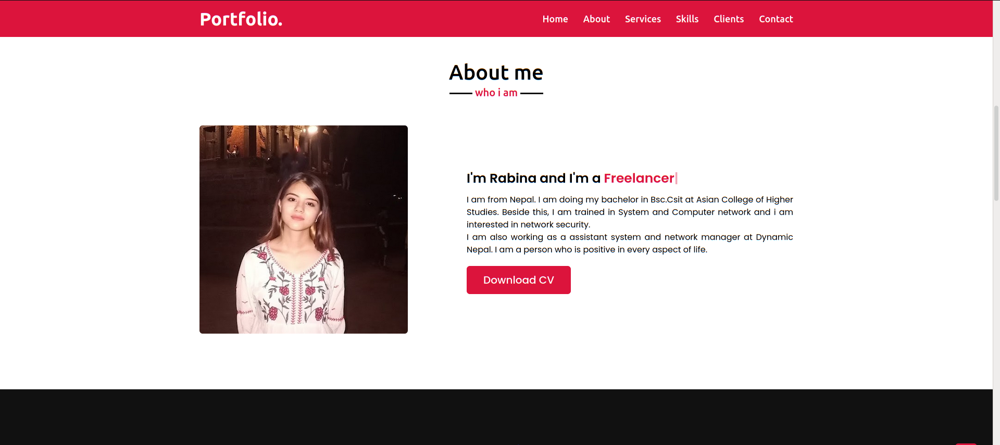 Portfolio.
Home About Services Skills Clients Contact
About me
who i am
I'm Rabina and I'm a Freelancer
I am from Nepal. I am doing my bachelor in Bsc.Csit at Asian College of Higher
Studies. Beside this, I am trained in System and Computer network and i am
interested in network security.
I am also working as a assistant system and network manager at Dynamic
Nepal. I am a person who is positive in every aspect of life.
Download CV